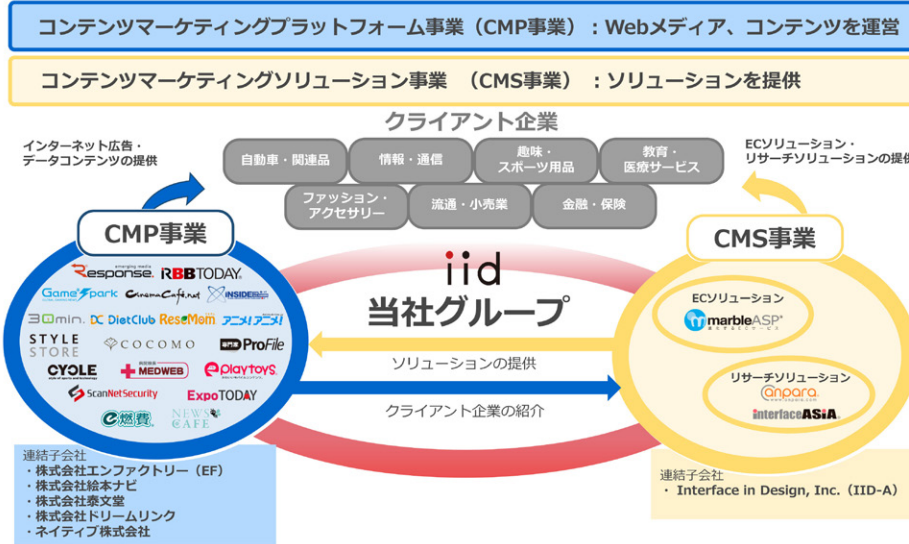 コンテンツマーケティングプラットフォーム事業（CMP事業）：Webメディア、コンテンツを運営
コンテンツマーケティングソリューション事業 （CMS事業）：ソリューションを提供
クライアント企業
インターネット広告・
データコンテンツの提供
自動車・関連品
情報・通信
趣味・
スポーツ用品
教育・
医療サービス
ファッション・
アクセサリー
流通・小売業
金融・保険
ECソリューション・
リサーチソリューションの提供
CMP事業
Response.
RBBTODAY
Game*Spark
CinemaCafé.net
INSIDE
30min.
DietClub
ReseMom
アニメ!アニメ!
STYLE
STORE
COCOMO
ProFile
CYCLE
MEDWEB
eplaytoys
ScanNetSecurity
ExpoTODAY
e燃費
NEWS
CAFE
iid
当社グループ
ソリューションの提供
クライアント企業の紹介
CMS事業
ECソリューション
marbleASP
リサーチソリューション
anpara.
interfaceASiA
連結子会社
・株式会社エンファクトリー（EF）
・株式会社絵本ナビ
・株式会社泰文堂
・株式会社ドリームリンク
・ネイティブ株式会社
連結子会社
・ Interface in Design, Inc.（IID-A）